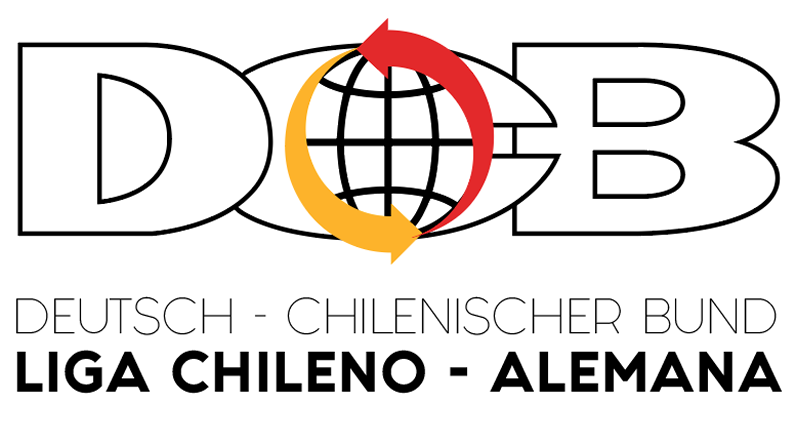 DCB
DEUTSCH - CHILENISCHER BUND
LIGA CHILENO - ALEMANA